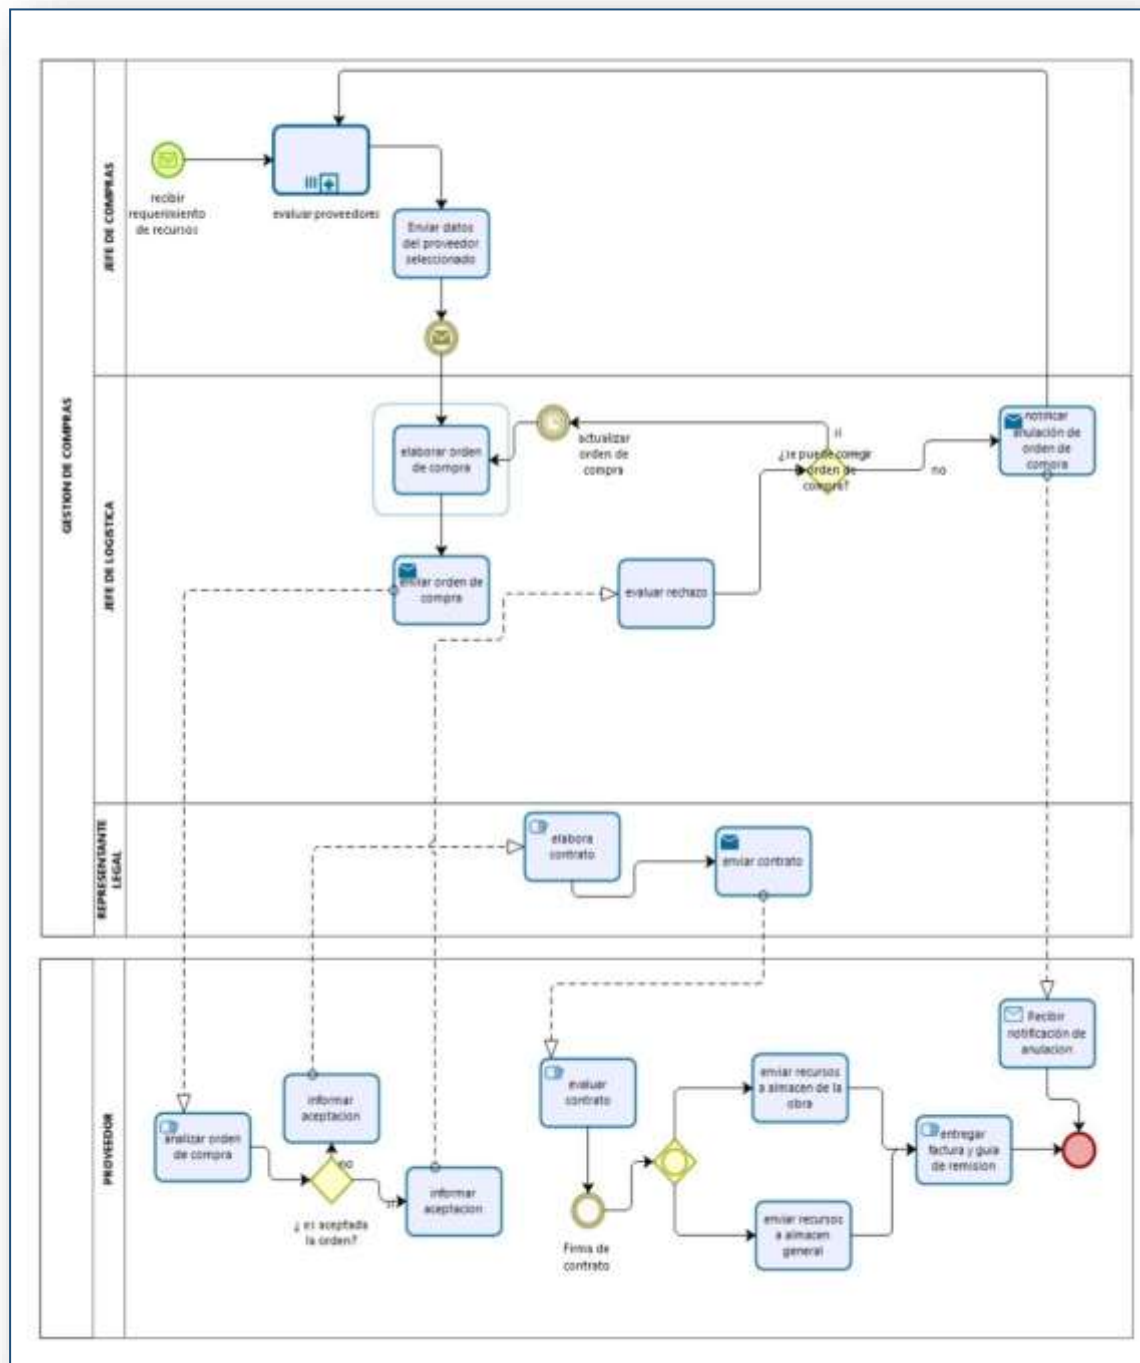 GESTION DE COMPRAS
JEFE DE COMPRAS
recibir
requerimiento
de recursos
evaluar proveedores
Enviar datos
del proveedor
seleccionado
JEFE DE LOGISTICA
elaborar orden
de compra
actualizar
orden de
compra
¿se puede corregir
orden de
compra?
no
notificar
anulación de
orden de
compra
enviar orden de
compra
evaluar rechazo
REPRESENTANTE
LEGAL
elabora
contrato
enviar contrato
PROVEEDOR
analizar orden
de compra
informar
aceptacion
no
¿ es aceptada
la orden?
si
informar
aceptacion
evaluar
contrato
Firma de
contrato
enviar recursos
a almacen de la
obra
enviar recursos
a almacen
general
Recibir
notificación de
anulacion
entregar
factura y guia
de remision